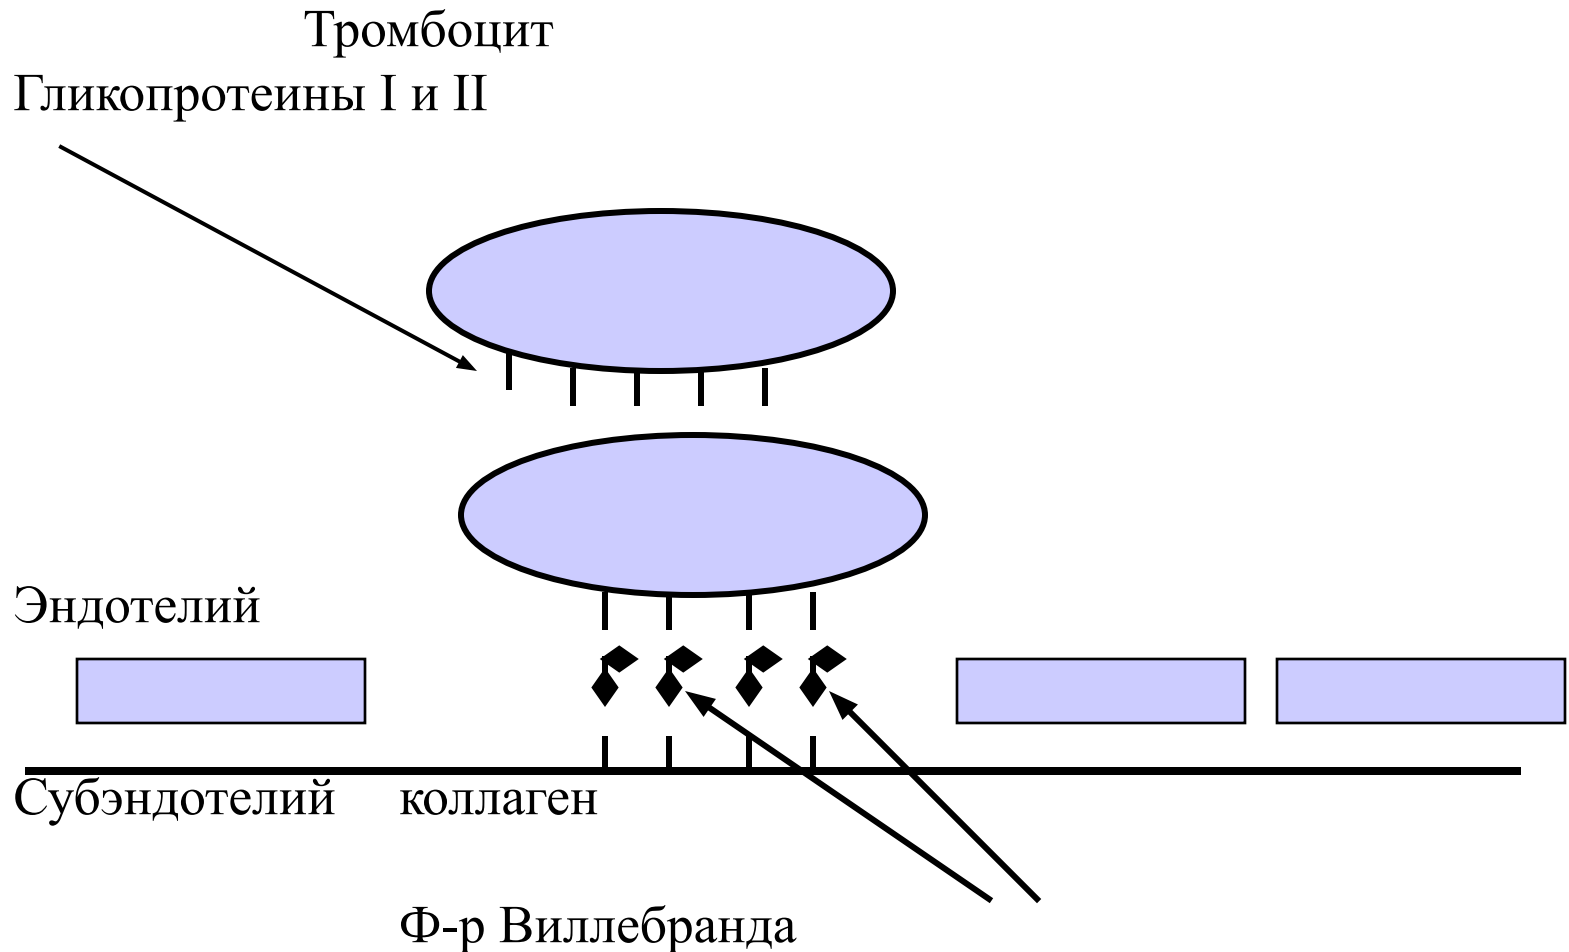 Тромбоцит
Гликопротеины I и II
Эндотелий
Субэндотелий коллаген
Ф-р Виллебранда